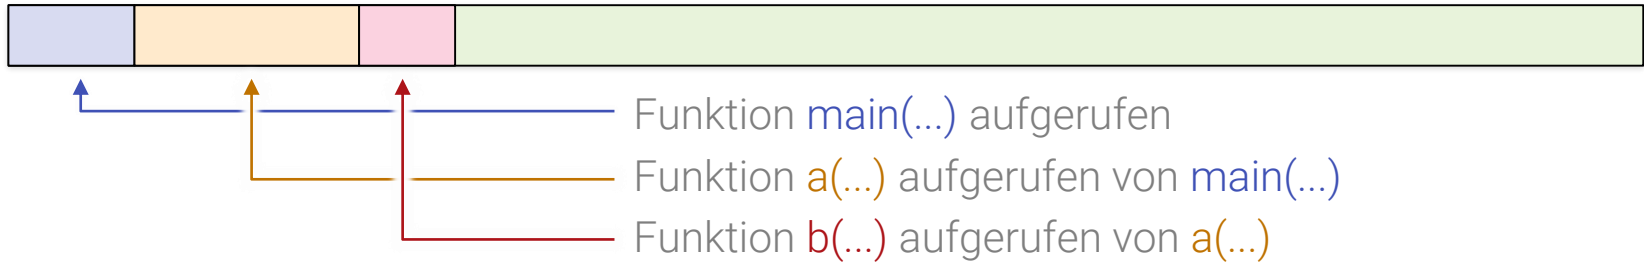 Funktion main(...) aufgerufen
Funktion a(...) aufgerufen von main(...)
Funktion b(...) aufgerufen von a(...)